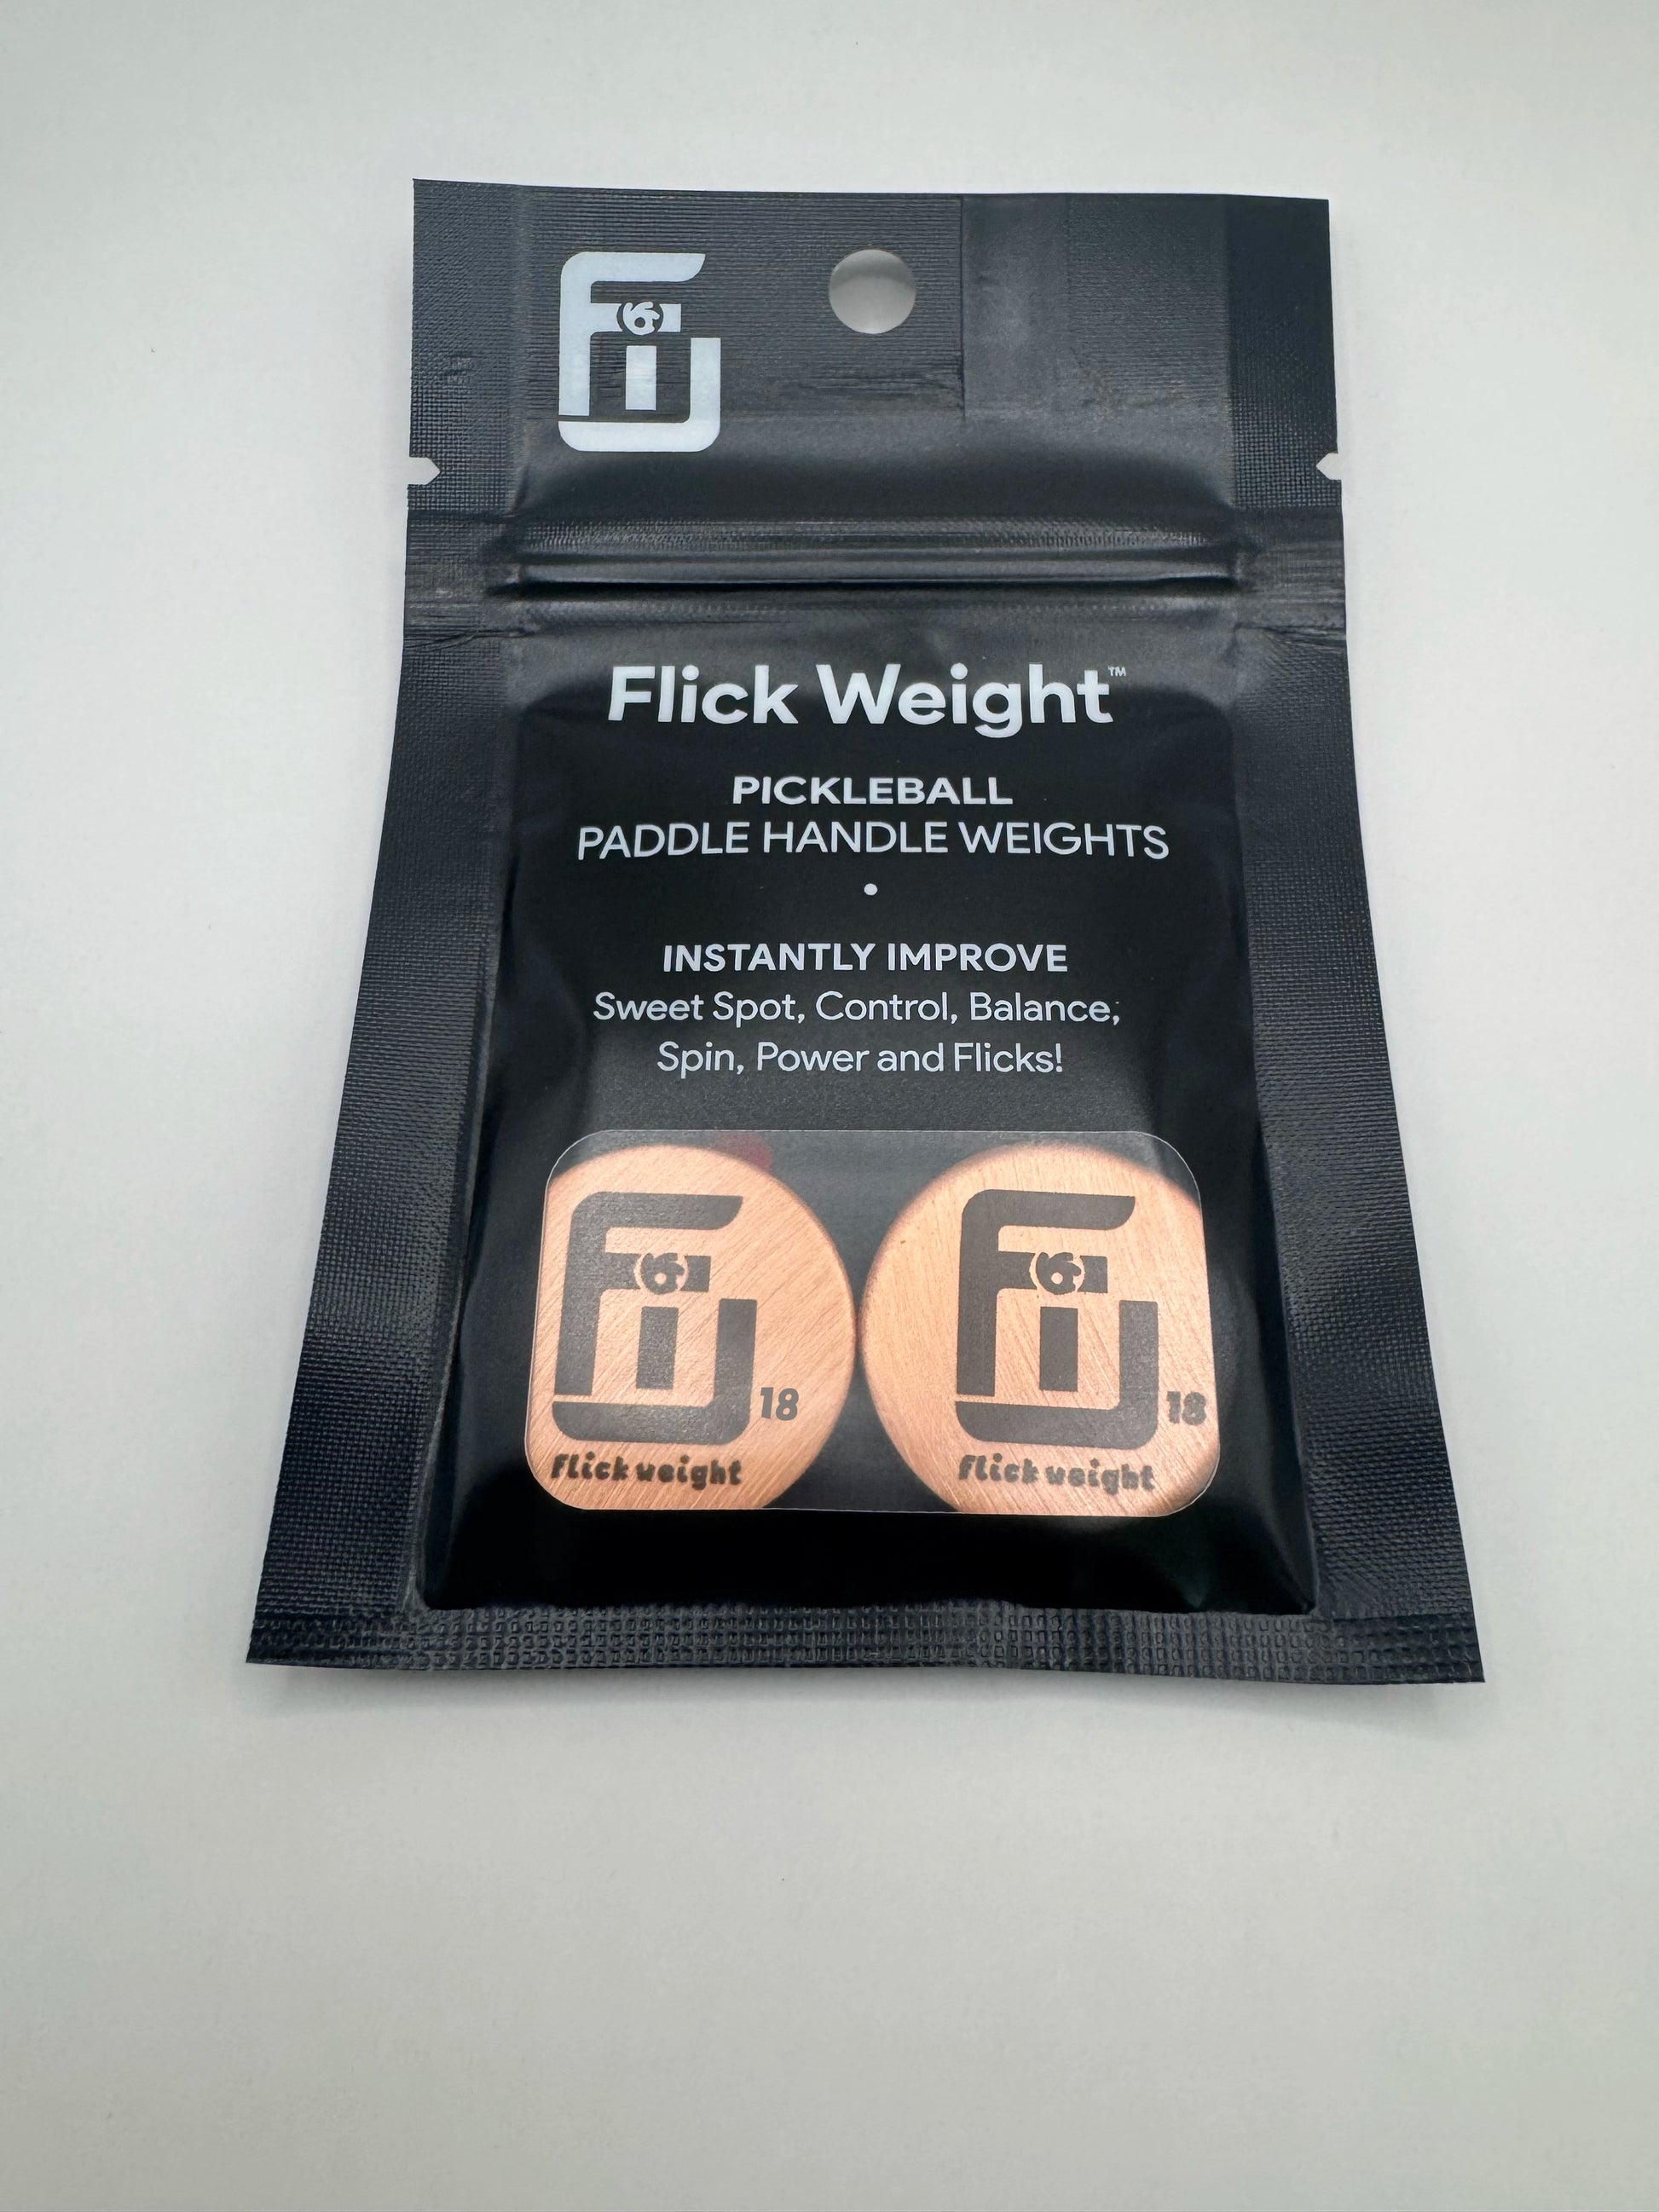 Flick Weight™
PICKLEBALL
PADDLE HANDLE WEIGHTS
•
INSTANTLY IMPROVE
Sweet Spot, Control, Balance,
Spin, Power and Flicks!
18
Flick weight
18
Flick weight